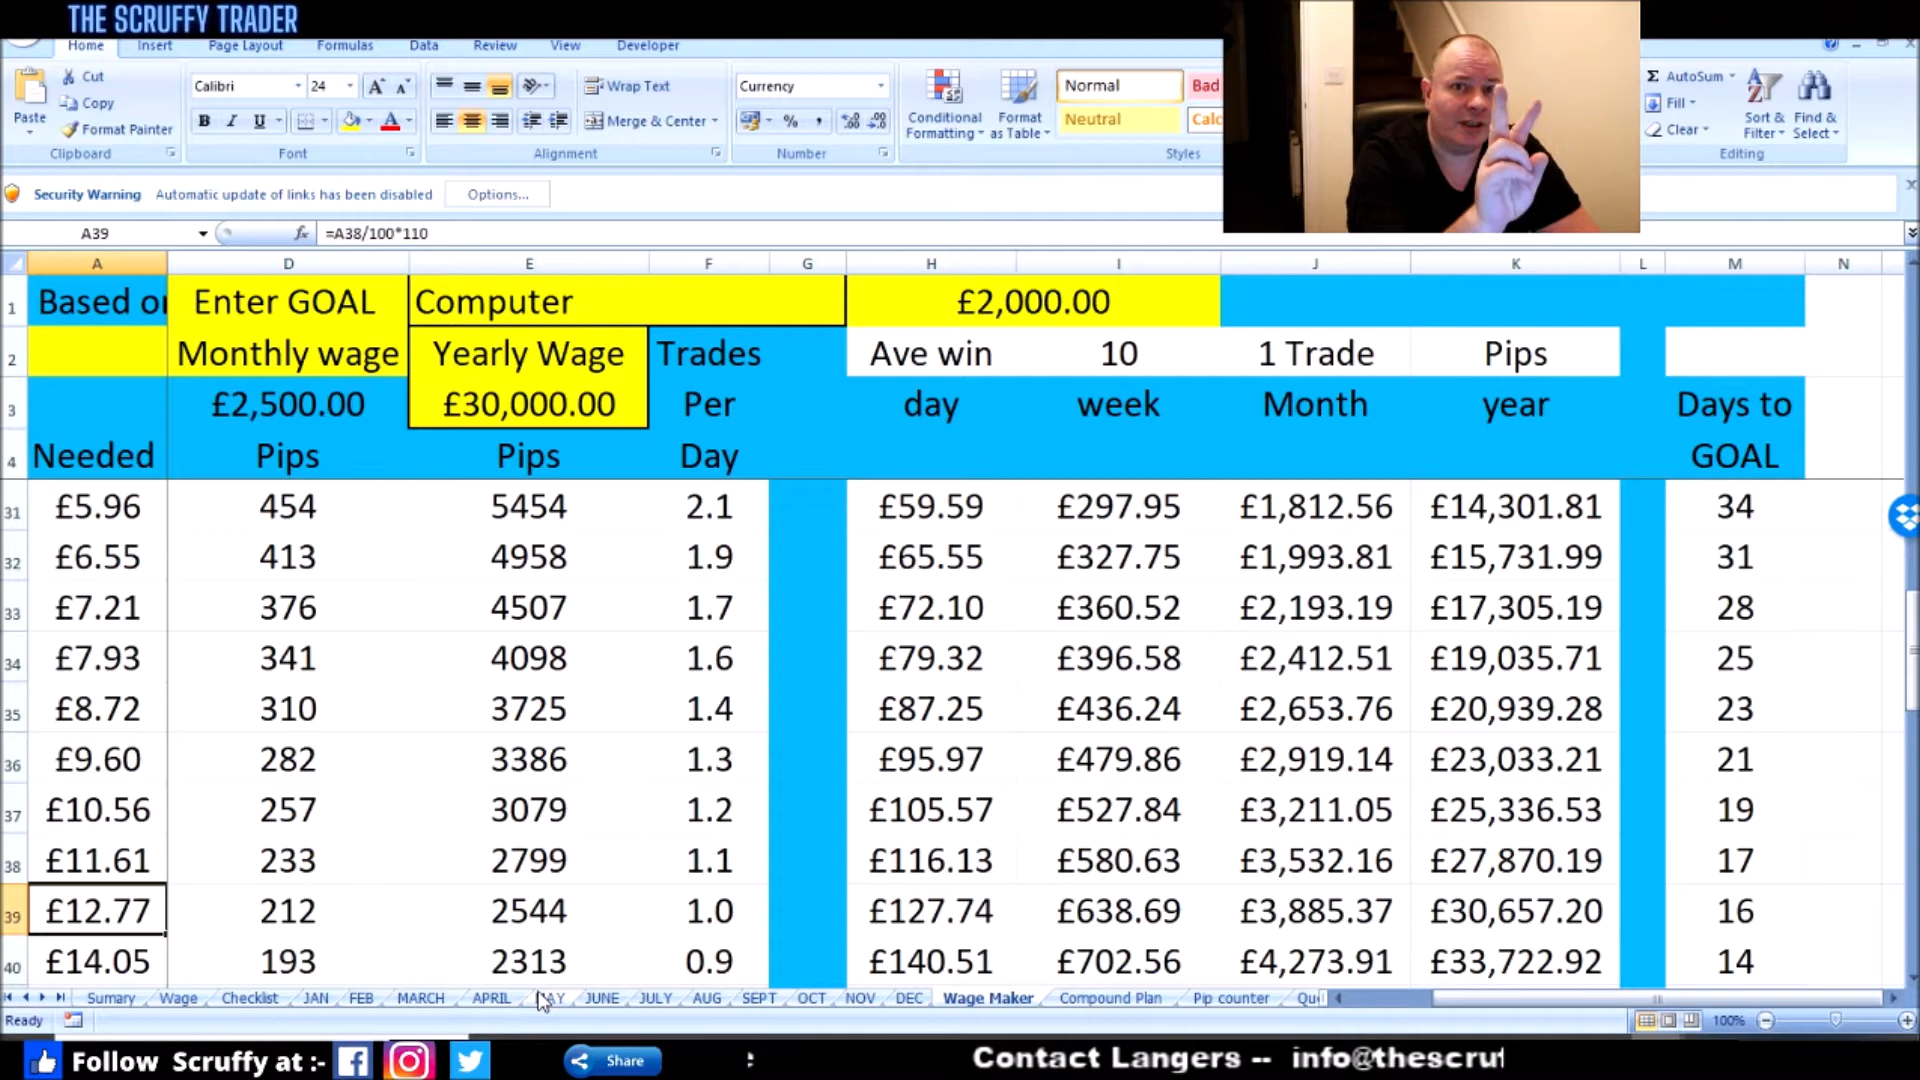 THE SCRUFFY TRADER
Home Insert Page Layout Formulas Data Review View Developer
Paste
Cut
Copy
Format Painter
Clipboard
Calibri 24
B I U
Font
Wrap Text
Merge & Center
Alignment
Currency
Number
Conditional Formatting
Format as Table
Normal Bad
Neutral Calc
Styles
Σ AutoSum
Fill
Clear
Sort & Filter
Find & Select
Editing
Security Warning Automatic update of links has been disabled Options...
A39 fx =A38/100*110
A D E F G H I J K L M N
1 Based or Enter GOAL Computer £2,000.00
2 Monthly wage Yearly Wage Trades Ave win 10 1 Trade Pips
3 £2,500.00 £30,000.00 Per day week Month year Days to
4 Needed Pips Pips Day GOAL
31 £5.96 454 5454 2.1 £59.59 £297.95 £1,812.56 £14,301.81 34
32 £6.55 413 4958 1.9 £65.55 £327.75 £1,993.81 £15,731.99 31
33 £7.21 376 4507 1.7 £72.10 £360.52 £2,193.19 £17,305.19 28
34 £7.93 341 4098 1.6 £79.32 £396.58 £2,412.51 £19,035.71 25
35 £8.72 310 3725 1.4 £87.25 £436.24 £2,653.76 £20,939.28 23
36 £9.60 282 3386 1.3 £95.97 £479.86 £2,919.14 £23,033.21 21
37 £10.56 257 3079 1.2 £105.57 £527.84 £3,211.05 £25,336.53 19
38 £11.61 233 2799 1.1 £116.13 £580.63 £3,532.16 £27,870.19 17
39 £12.77 212 2544 1.0 £127.74 £638.69 £3,885.37 £30,657.20 16
40 £14.05 193 2313 0.9 £140.51 £702.56 £4,273.91 £33,722.92 14
Sumary Wage Checklist JAN FEB MARCH APRIL MAY JUNE JULY AUG SEPT OCT NOV DEC Wage Maker Compound Plan Pip counter Qu
Ready 100%
Follow Scruffy at :- Share : Contact Langers -- info@thescruf